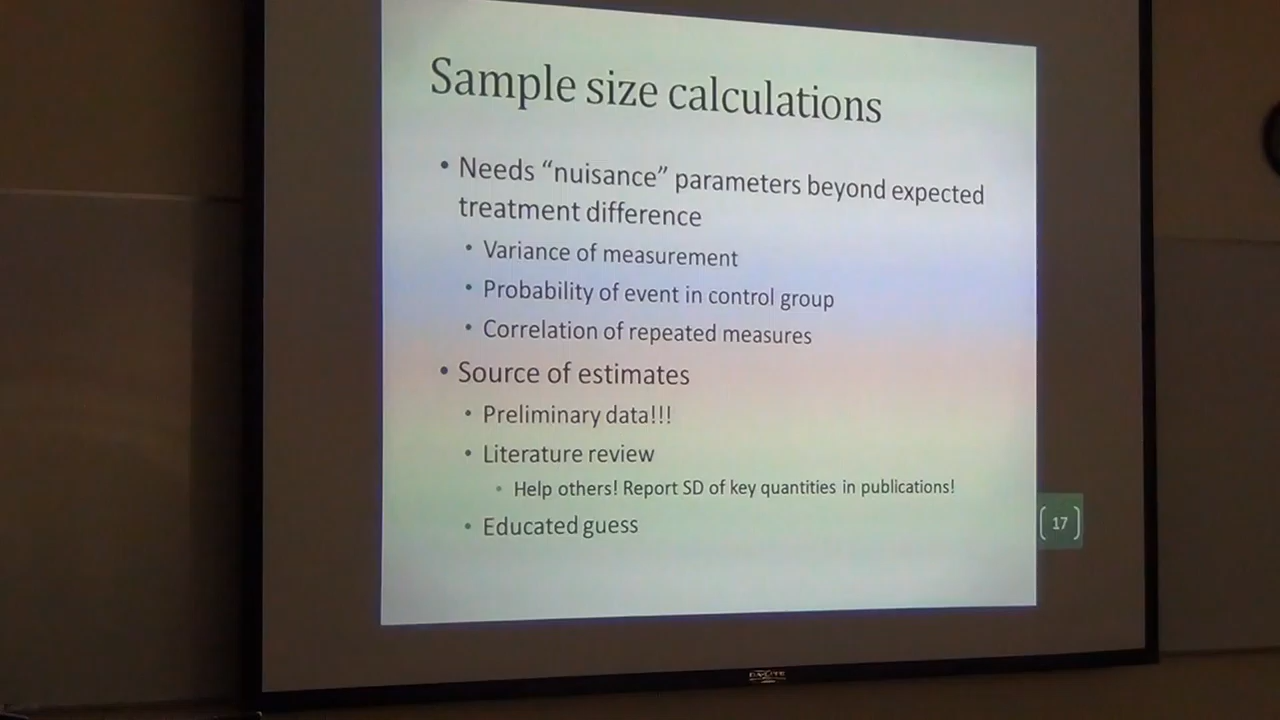 Sample size calculations
• Needs “nuisance” parameters beyond expected
treatment difference
• Variance of measurement
• Probability of event in control group
• Correlation of repeated measures
• Source of estimates
• Preliminary data!!!
• Literature review
• Help others! Report SD of key quantities in publications!
• Educated guess
17
DA-LITE